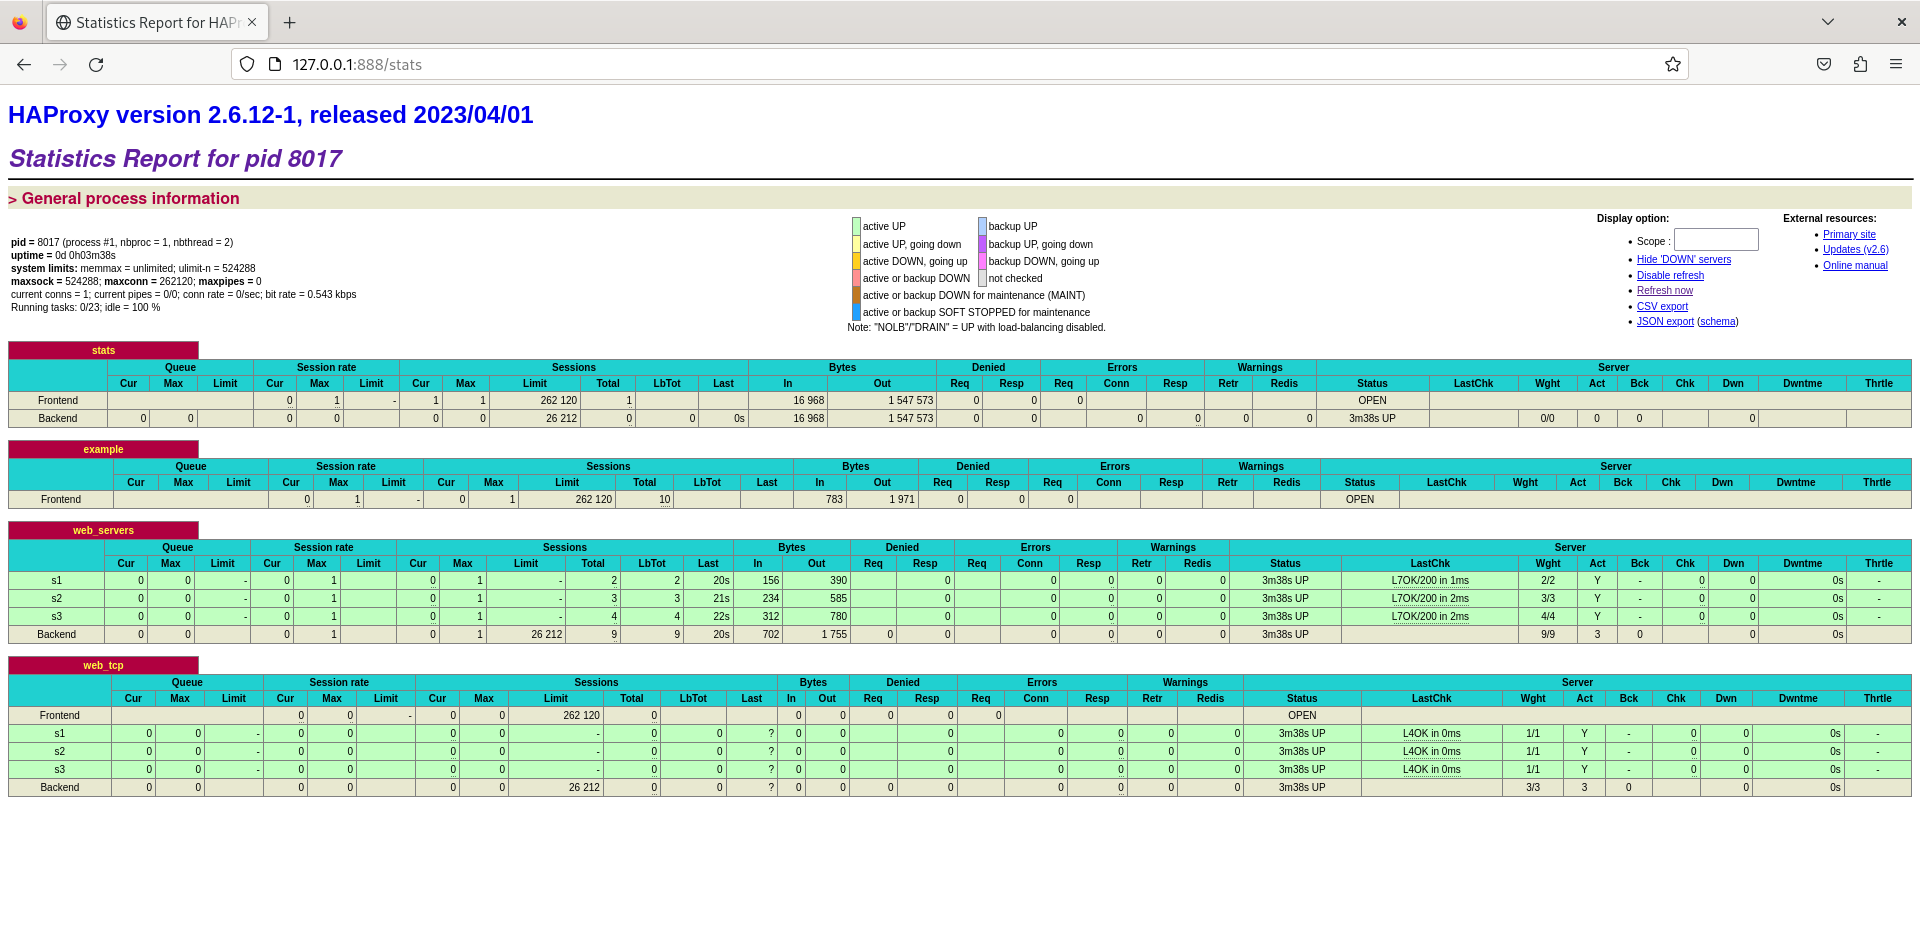 Statistics Report for HAPr
127.0.0.1:888/stats
HAProxy version 2.6.12-1, released 2023/04/01
Statistics Report for pid 8017
> General process information
pid = 8017 (process #1, nbproc = 1, nbthread = 2)
uptime = 0d 0h03m38s
system limits: memmax = unlimited; ulimit-n = 524288
maxsock = 524288; maxconn = 262120; maxpipes = 0
current conns = 1; current pipes = 0/0; conn rate = 0/sec; bit rate = 0.543 kbps
Running tasks: 0/23; idle = 100 %
active UP backup UP
active UP, going down backup UP, going down
active DOWN, going up backup DOWN, going up
active or backup DOWN not checked
active or backup DOWN for maintenance (MAINT)
active or backup SOFT STOPPED for maintenance
Note: "NOLB"/"DRAIN" = UP with load-balancing disabled.
Display option:
Scope :
Hide 'DOWN' servers
Disable refresh
Refresh now
CSV export
JSON export (schema)
External resources:
Primary site
Updates (v2.6)
Online manual
stats
Queue Session rate Sessions Bytes Denied Errors Warnings Server
Cur Max Limit Cur Max Limit Cur Max Limit Total LbTot Last In Out Req Resp Req Conn Resp Retr Redis Status LastChk Wght Act Bck Chk Dwn Dwntme Thrtle
Frontend 0 1 - 1 1 262 120 1 16 968 1 547 573 0 0 0 OPEN
Backend 0 0 0 0 0 0 26 212 0 0 0s 16 968 1 547 573 0 0 0 0 0 0 3m38s UP 0/0 0 0 0
example
Queue Session rate Sessions Bytes Denied Errors Warnings Server
Cur Max Limit Cur Max Limit Cur Max Limit Total LbTot Last In Out Req Resp Req Conn Resp Retr Redis Status LastChk Wght Act Bck Chk Dwn Dwntme Thrtle
Frontend 0 1 - 0 1 262 120 10 783 1 971 0 0 0 OPEN
web_servers
Queue Session rate Sessions Bytes Denied Errors Warnings Server
Cur Max Limit Cur Max Limit Cur Max Limit Total LbTot Last In Out Req Resp Req Conn Resp Retr Redis Status LastChk Wght Act Bck Chk Dwn Dwntme Thrtle
s1 0 0 - 0 1 0 1 - 2 2 20s 156 390 0 0 0 0 0 3m38s UP L7OK/200 in 1ms 2/2 Y - 0 0 0s -
s2 0 0 - 0 1 0 1 - 3 3 21s 234 585 0 0 0 0 0 3m38s UP L7OK/200 in 2ms 3/3 Y - 0 0 0s -
s3 0 0 - 0 1 0 1 - 4 4 22s 312 780 0 0 0 0 0 3m38s UP L7OK/200 in 2ms 4/4 Y - 0 0 0s -
Backend 0 0 0 1 0 1 26 212 9 9 20s 702 1 755 0 0 0 0 0 0 3m38s UP 9/9 3 0 0 0s
web_tcp
Queue Session rate Sessions Bytes Denied Errors Warnings Server
Cur Max Limit Cur Max Limit Cur Max Limit Total LbTot Last In Out Req Resp Req Conn Resp Retr Redis Status LastChk Wght Act Bck Chk Dwn Dwntme Thrtle
Frontend 0 0 - 0 0 262 120 0 0 0 0 0 0 OPEN
s1 0 0 - 0 0 0 0 - 0 0 ? 0 0 0 0 0 0 0 3m38s UP L4OK in 0ms 1/1 Y - 0 0 0s -
s2 0 0 - 0 0 0 0 - 0 0 ? 0 0 0 0 0 0 0 3m38s UP L4OK in 0ms 1/1 Y - 0 0 0s -
s3 0 0 - 0 0 0 0 - 0 0 ? 0 0 0 0 0 0 0 3m38s UP L4OK in 0ms 1/1 Y - 0 0 0s -
Backend 0 0 0 0 0 0 26 212 0 0 ? 0 0 0 0 0 0 0 0 3m38s UP 3/3 3 0 0 0s